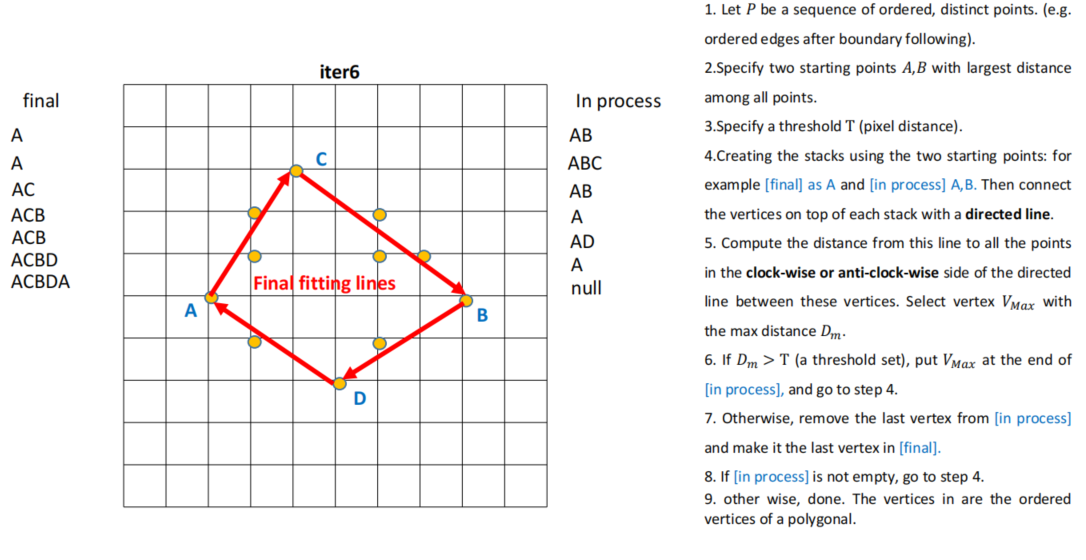 iter6
final
A
A
AC
ACB
ACB
ACBD
ACBDA
C
Final fitting lines
A
B
D
In process
AB
ABC
AB
A
AD
A
null
1. Let P be a sequence of ordered, distinct points. (e.g.
ordered edges after boundary following).
2.Specify two starting points A,B with largest distance
among all points.
3.Specify a threshold T (pixel distance).
4.Creating the stacks using the two starting points: for
example [final] as A and [in process] A,B. Then connect
the vertices on top of each stack with a directed line.
5. Compute the distance from this line to all the points
in the clock-wise or anti-clock-wise side of the directed
line between these vertices. Select vertex V_Max with
the max distance D_m.
6. If D_m > T (a threshold set), put V_Max at the end of
[in process], and go to step 4.
7. Otherwise, remove the last vertex from [in process]
and make it the last vertex in [final].
8. If [in process] is not empty, go to step 4.
9. other wise, done. The vertices in are the ordered
vertices of a polygonal.